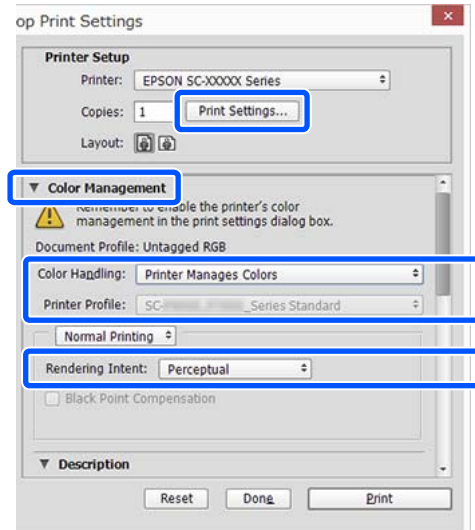 op Print Settings
Printer Setup
Printer: EPSON SC-XXXXX Series
Copies: 1 Print Settings...
Layout:
▼ Color Management
Remember to enable the printer's color
management in the print settings dialog box.
Document Profile: Untagged RGB
Color Handling: Printer Manages Colors
Printer Profile: SC- _Series Standard
Normal Printing
Rendering Intent: Perceptual
Black Point Compensation
▼ Description
Reset Done Print